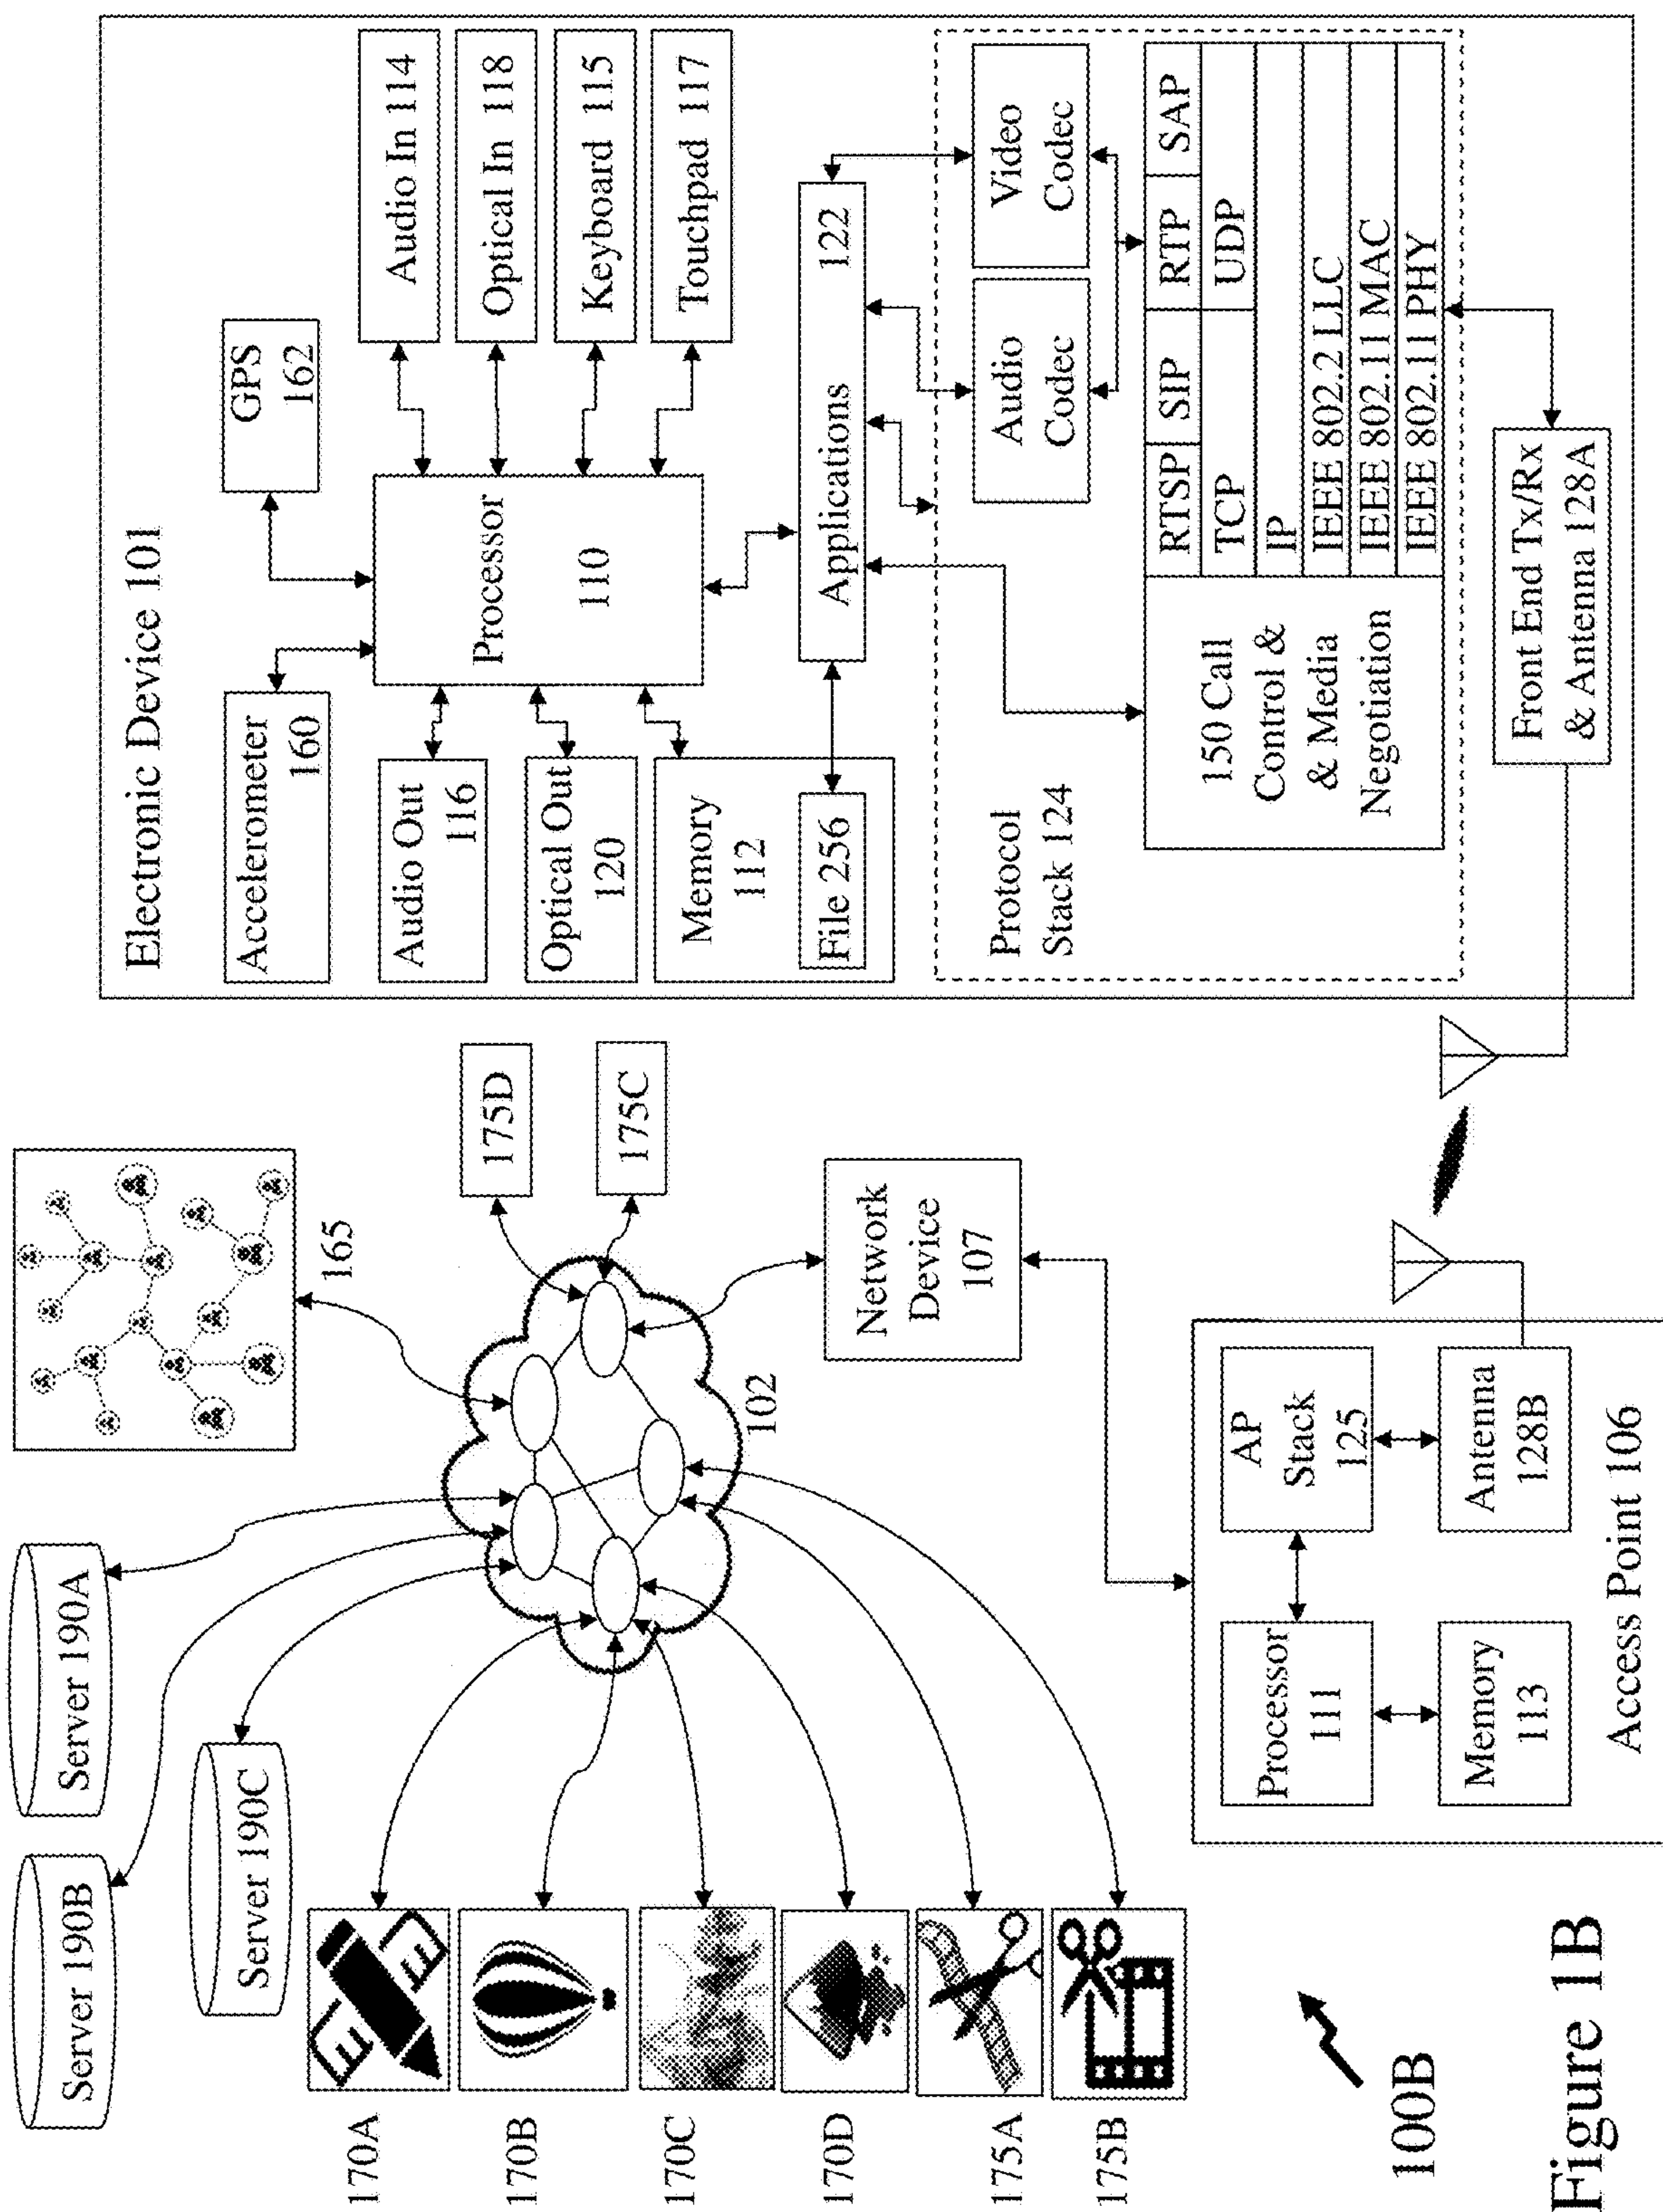 Server 190B
Server 190A
Server 190C
165
170A
170B
170C
170D
175A
175B
102
175D
175C
Network
Device
107
Processor
111
AP
Stack
125
Memory
113
Antenna
128B
Access Point 106
Electronic Device 101
Accelerometer
160
GPS
162
Audio Out
116
Optical Out
120
Memory
112
File 256
Processor
110
Audio In 114
Optical In 118
Keyboard 115
Touchpad 117
Applications 122
Protocol
Stack 124
Audio
Codec
Video
Codec
150 Call
Control &
& Media
Negotiation
RTSP SIP RTP SAP
TCP UDP
IP
IEEE 802.2 LLC
IEEE 802.11 MAC
IEEE 802.11 PHY
Front End Tx/Rx
& Antenna 128A
100B
Figure 1B